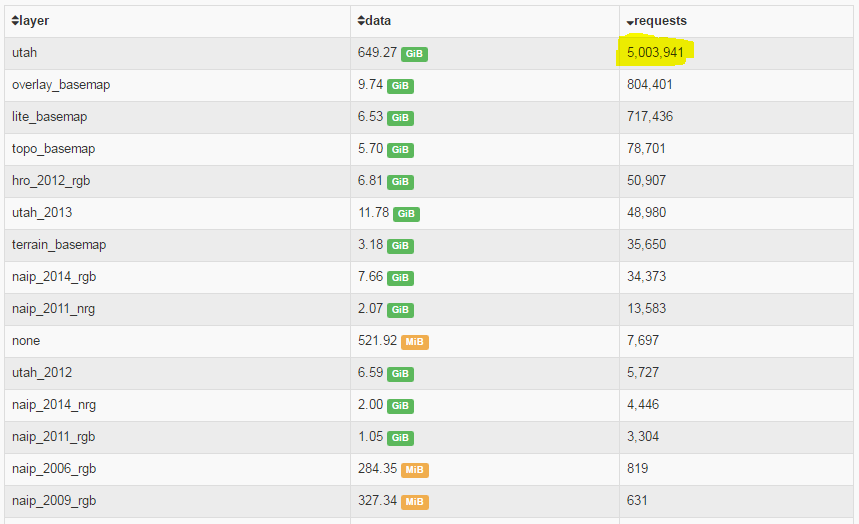 layer data requests
utah 649.27 GiB 5,003,941
overlay_basemap 9.74 GiB 804,401
lite_basemap 6.53 GiB 717,436
topo_basemap 5.70 GiB 78,701
hro_2012_rgb 6.81 GiB 50,907
utah_2013 11.78 GiB 48,980
terrain_basemap 3.18 GiB 35,650
naip_2014_rgb 7.66 GiB 34,373
naip_2011_nrg 2.07 GiB 13,583
none 521.92 MiB 7,697
utah_2012 6.59 GiB 5,727
naip_2014_nrg 2.00 GiB 4,446
naip_2011_rgb 1.05 GiB 3,304
naip_2006_rgb 284.35 MiB 819
naip_2009_rgb 327.34 MiB 631